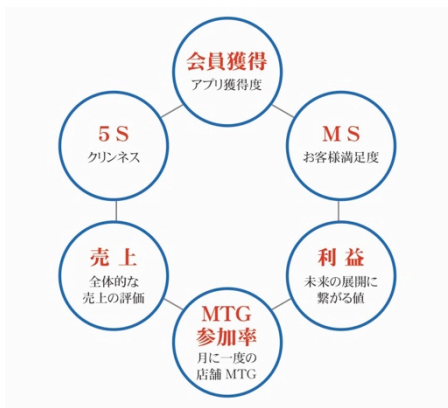 会員獲得
アプリ獲得度
5S
クリンネス
MS
お客様満足度
売上
全体的な
売上の評価
利益
未来の展開に
繋がる値
MTG
参加率
月に一度の
店舗 MTG